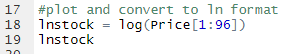 17 #plot and convert to ln format
18 lnstock = log(Price[1:96])
19 lnstock